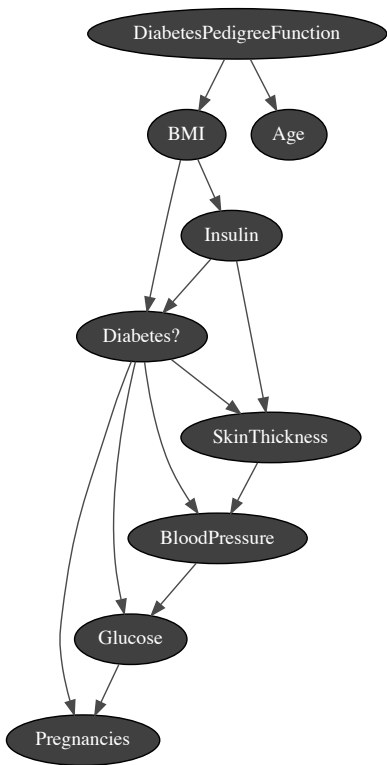 DiabetesPedigreeFunction
BMI
Age
Insulin
Diabetes?
SkinThickness
BloodPressure
Glucose
Pregnancies